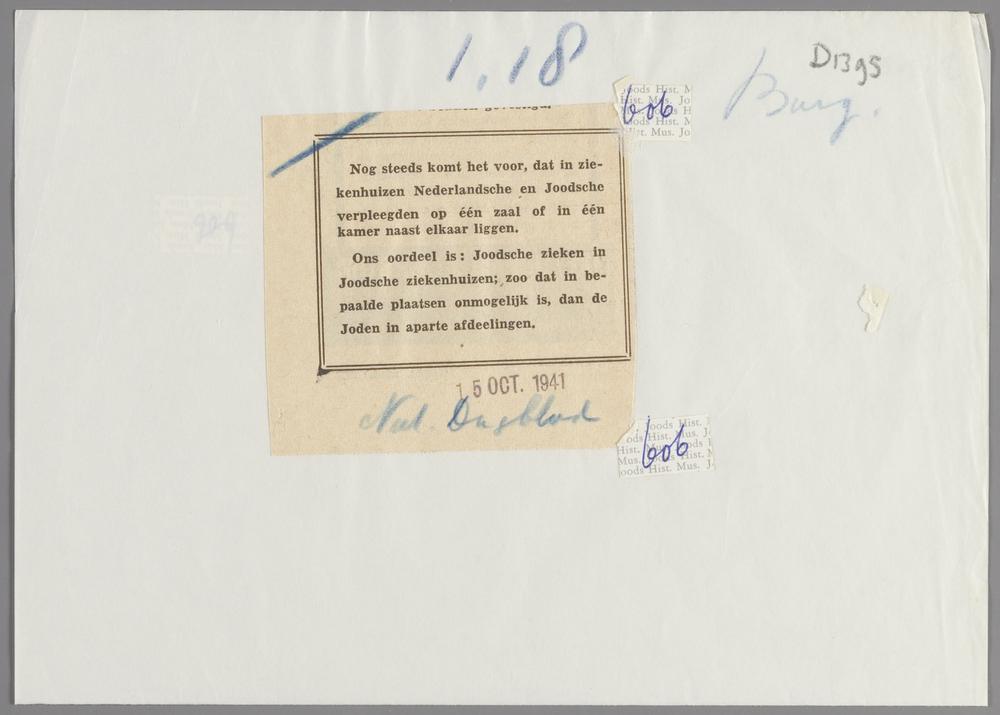 1.18
D1395
Burg.
606
Nog steeds komt het voor, dat in zie-
kenhuizen Nederlandsche en Joodsche
verpleegden op één zaal of in één
kamer naast elkaar liggen.
Ons oordeel is: Joodsche zieken in
Joodsche ziekenhuizen; zoo dat in be-
paalde plaatsen onmogelijk is, dan de
Joden in aparte afdeelingen.
15 OCT. 1941
Nat. Dagblad
606